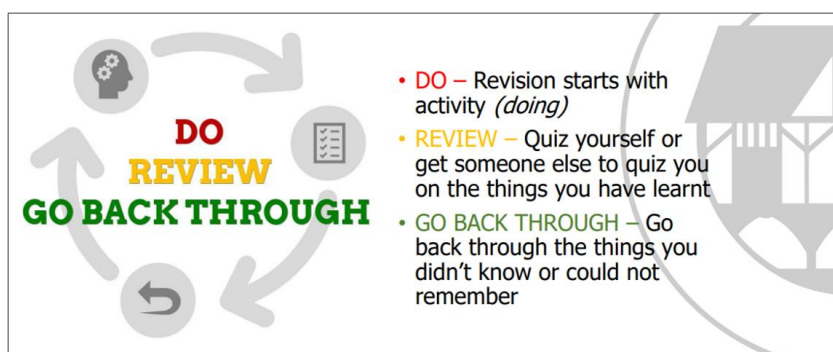 DO
REVIEW
GO BACK THROUGH
• DO – Revision starts with
activity (doing)
• REVIEW – Quiz yourself or
get someone else to quiz you
on the things you have learnt
• GO BACK THROUGH – Go
back through the things you
didn't know or could not
remember